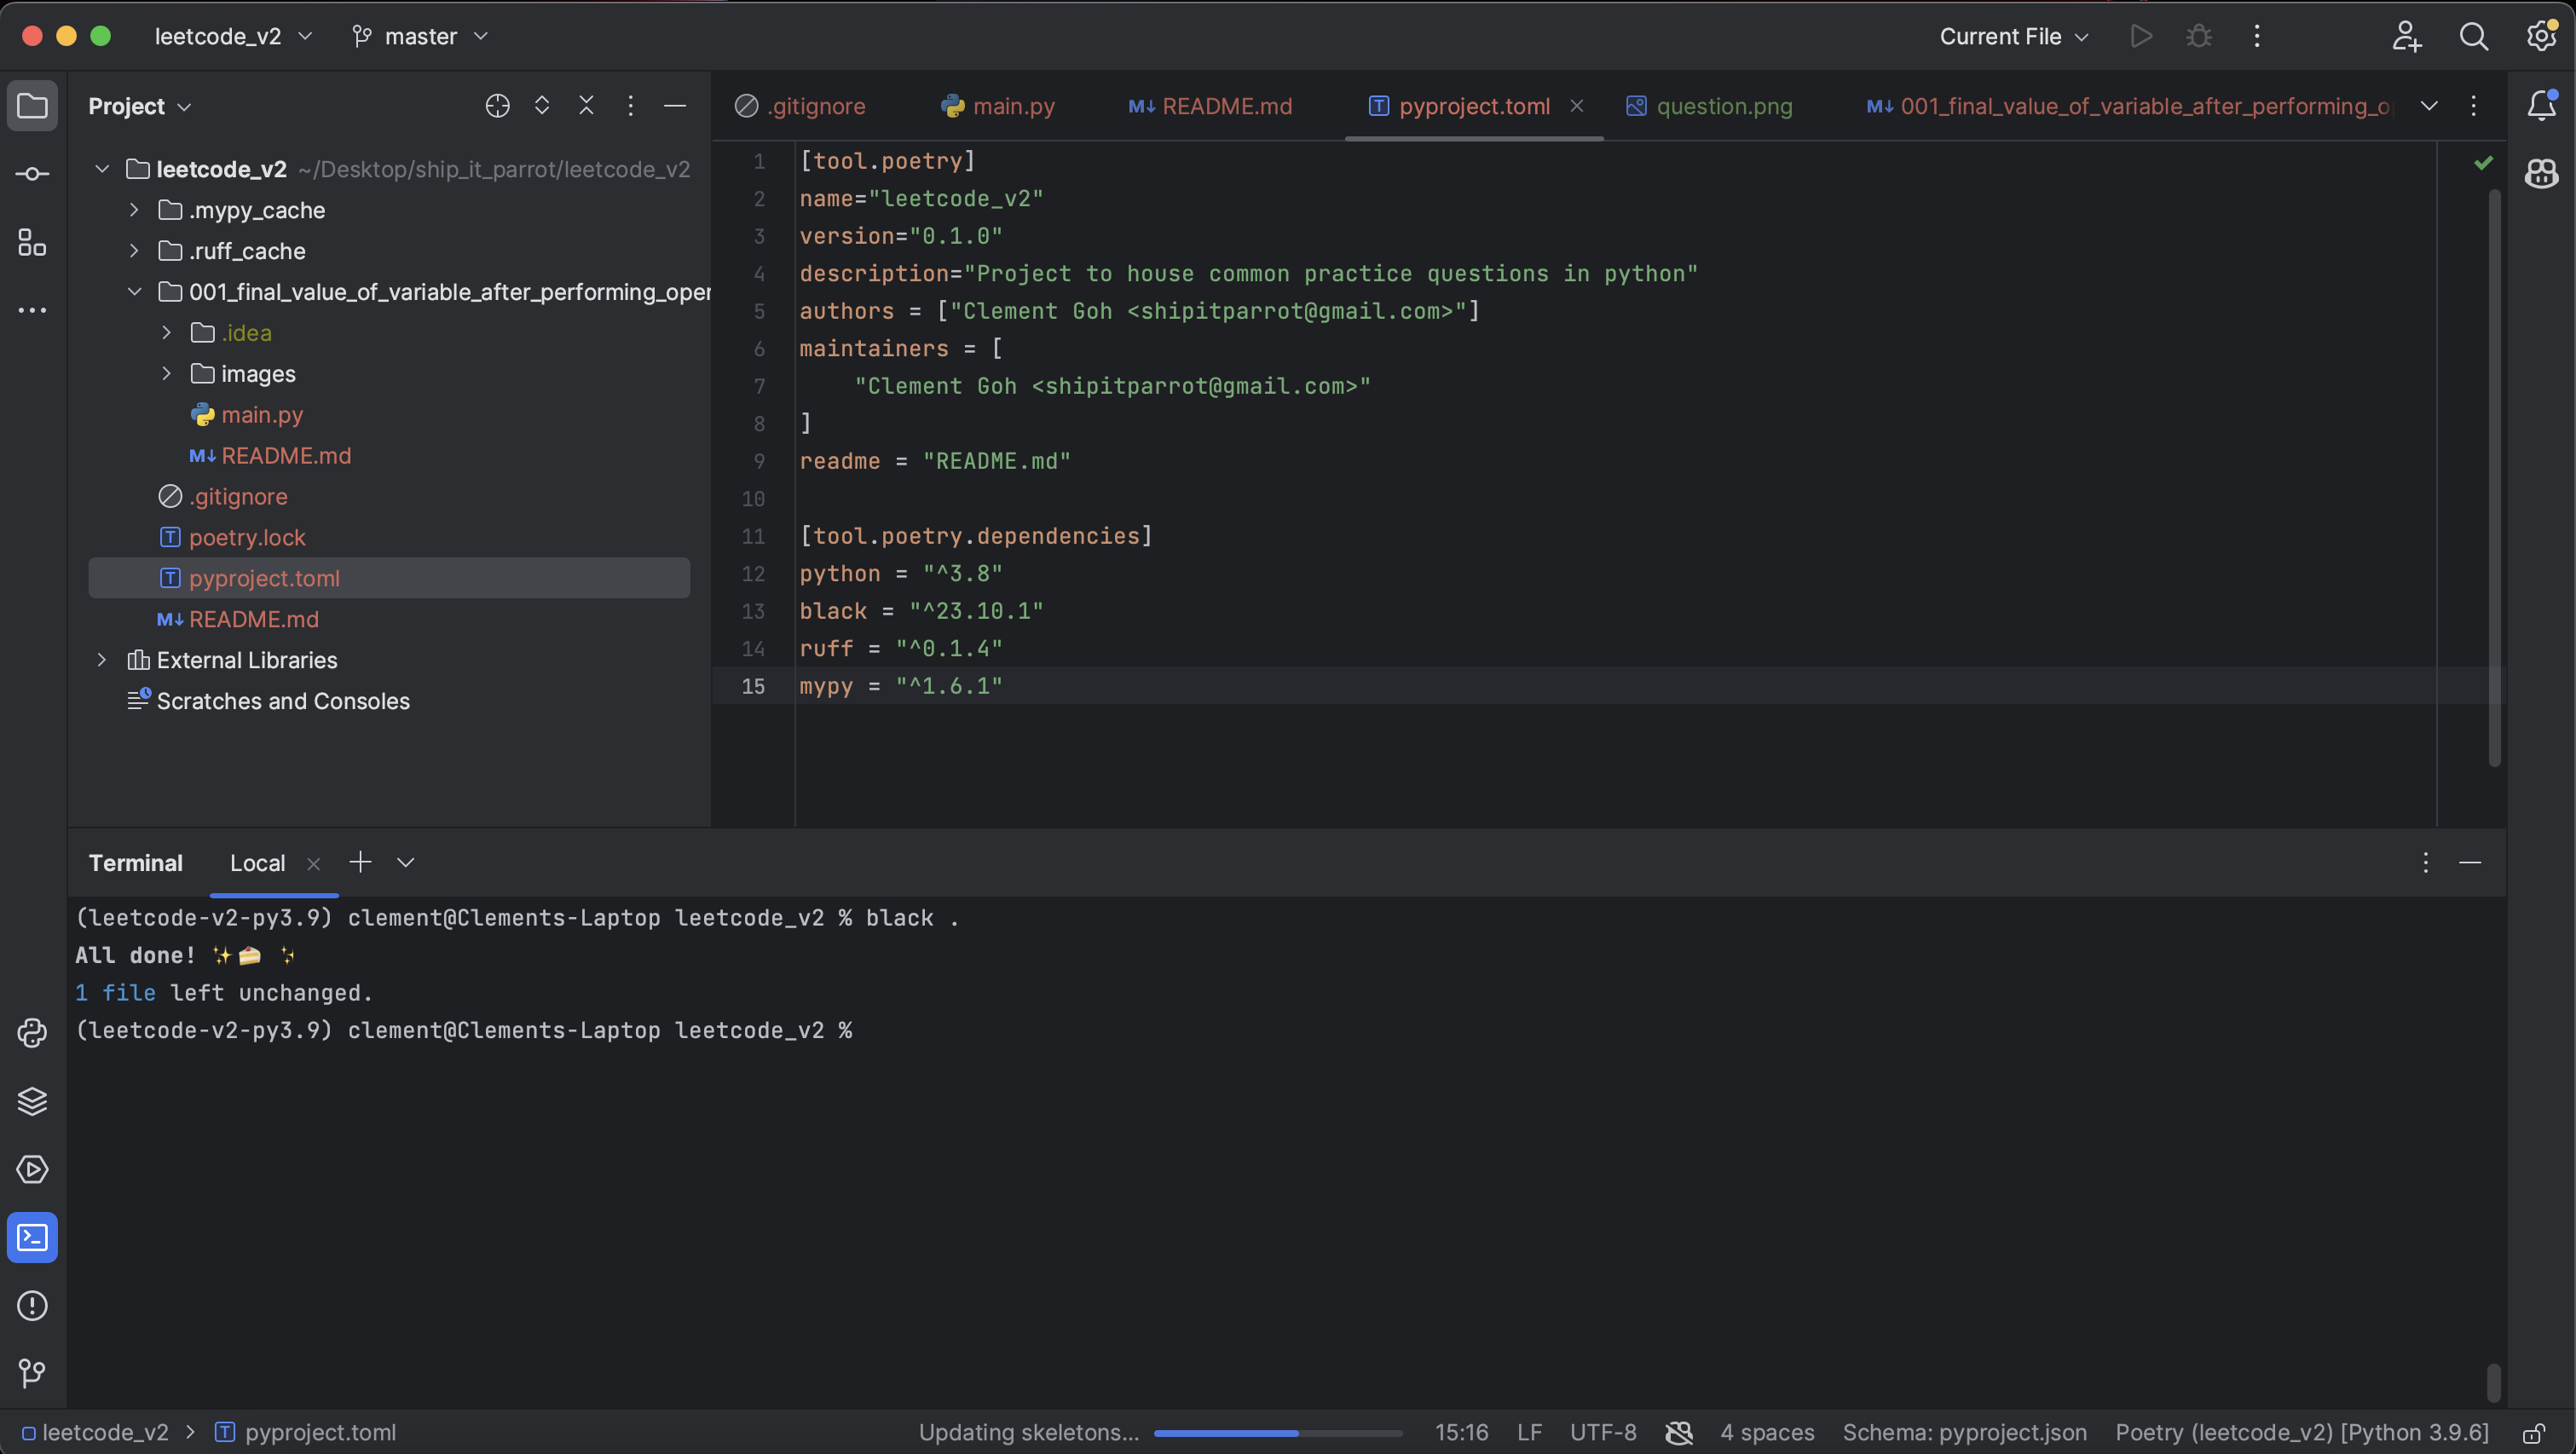 leetcode_v2 master Current File
Project
.gitignore main.py README.md pyproject.toml question.png 001_final_value_of_variable_after_performing_o
leetcode_v2 ~/Desktop/ship_it_parrot/leetcode_v2
.mypy_cache
.ruff_cache
001_final_value_of_variable_after_performing_oper
.idea
images
main.py
README.md
.gitignore
poetry.lock
pyproject.toml
README.md
External Libraries
Scratches and Consoles
1 [tool.poetry]
2 name="leetcode_v2"
3 version="0.1.0"
4 description="Project to house common practice questions in python"
5 authors = ["Clement Goh <shipitparrot@gmail.com>"]
6 maintainers = [
7 "Clement Goh <shipitparrot@gmail.com>"
8 ]
9 readme = "README.md"
10
11 [tool.poetry.dependencies]
12 python = "^3.8"
13 black = "^23.10.1"
14 ruff = "^0.1.4"
15 mypy = "^1.6.1"
Terminal Local
(leetcode-v2-py3.9) clement@Clements-Laptop leetcode_v2 % black .
All done! ✨🍰 ✨
1 file left unchanged.
(leetcode-v2-py3.9) clement@Clements-Laptop leetcode_v2 %
leetcode_v2 > pyproject.toml Updating skeletons... 15:16 LF UTF-8 4 spaces Schema: pyproject.json Poetry (leetcode_v2) [Python 3.9.6]